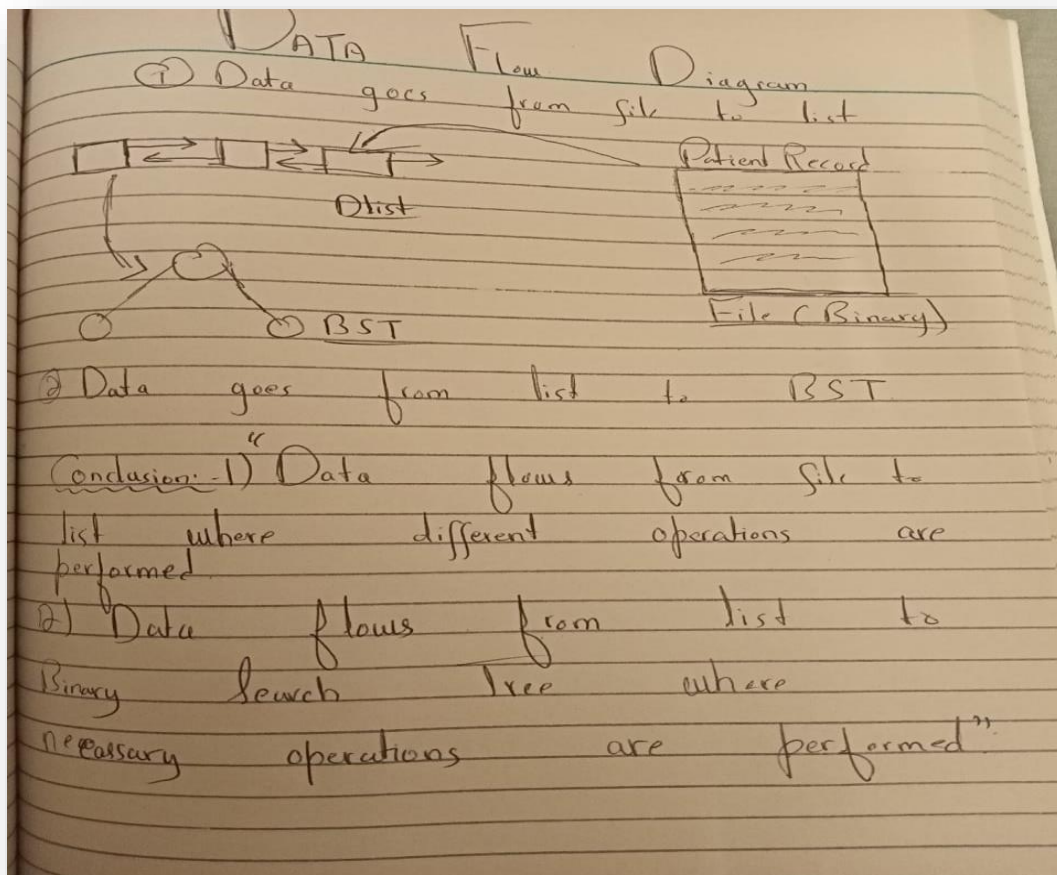 DATA Flow Diagram
① Data goes from file to list
Patient Record
Dlist
File (Binary)
BST
② Data goes from list to BST
Conclusion:-1) "Data flows from file to
list where different operations are
performed
2) Data flows from list to
Binary Search Tree where
necessary operations are performed".